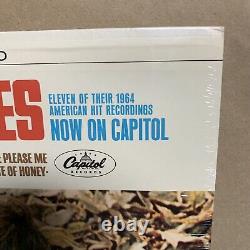 ES
ELEVEN OF THEIR 1964
AMERICAN HIT RECORDINGS
NOW ON CAPITOL
PLEASE ME
E OF HONEY·
Capitol
RECORDS